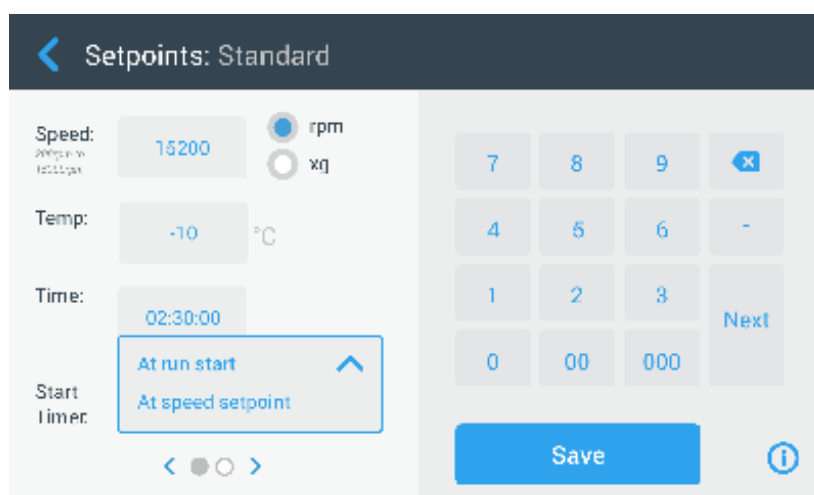 Setpoints: Standard
Speed:
15200
rpm
xg
Temp:
-10
°C
Time:
02:30:00
At run start
At speed setpoint
Start
Timer:
7 8 9
4 5 6 -
1 2 3
Next
0 00 000
Save